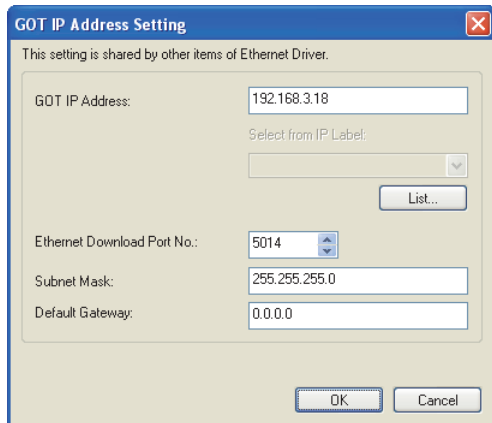 GOT IP Address Setting
This setting is shared by other items of Ethernet Driver.
GOT IP Address: 192.168.3.18
Select from IP Label:
List...
Ethernet Download Port No.: 5014
Subnet Mask: 255.255.255.0
Default Gateway: 0.0.0.0
OK Cancel